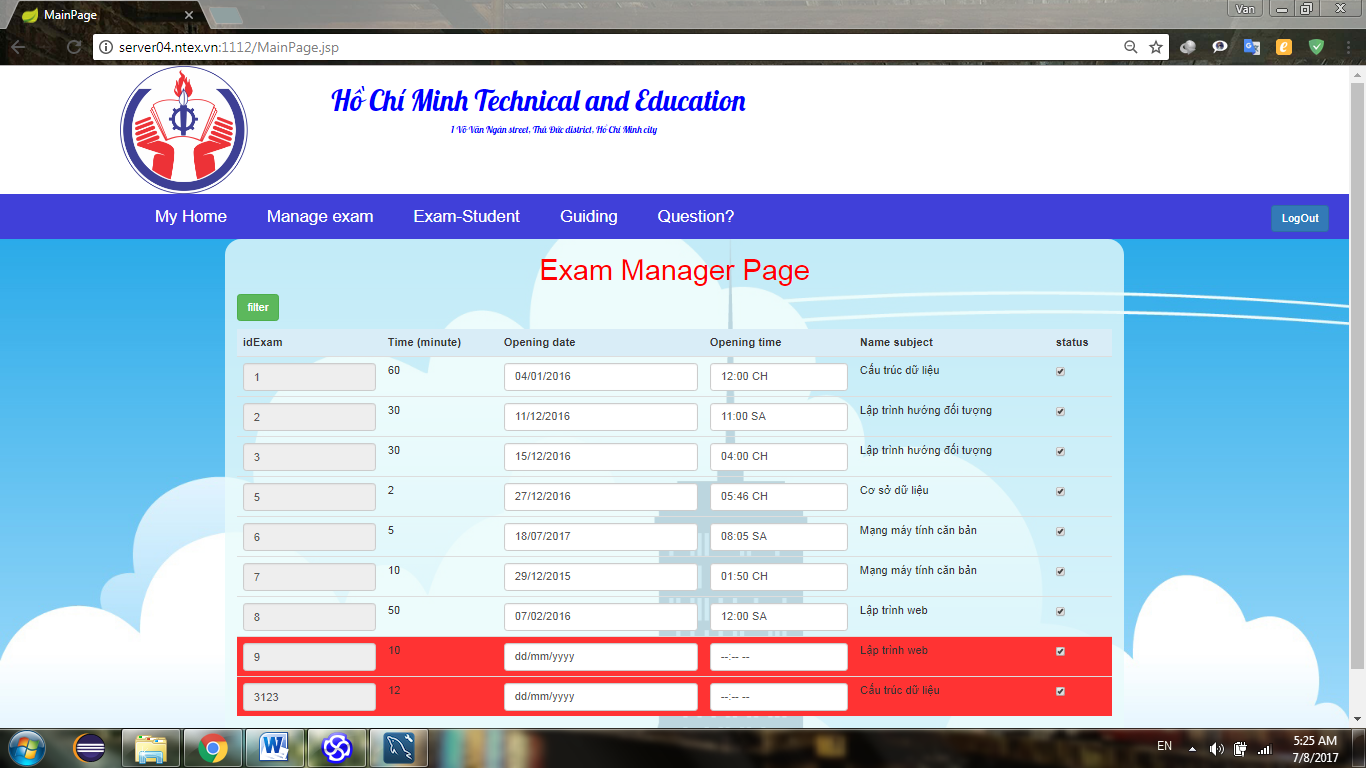 MainPage
Van
server04.ntex.vn:1112/MainPage.jsp
Hồ Chí Minh Technical and Education
1 Võ Văn Ngân street, Thủ Đức district, Hồ Chí Minh city
My Home Manage exam Exam-Student Guiding Question? LogOut
Exam Manager Page
filter
idExam Time (minute) Opening date Opening time Name subject status
1 60 04/01/2016 12:00 CH Cấu trúc dữ liệu
2 30 11/12/2016 11:00 SA Lập trình hướng đối tượng
3 30 15/12/2016 04:00 CH Lập trình hướng đối tượng
5 2 27/12/2016 05:46 CH Cơ sở dữ liệu
6 5 18/07/2017 08:05 SA Mạng máy tính căn bản
7 10 29/12/2015 01:50 CH Mạng máy tính căn bản
8 50 07/02/2016 12:00 SA Lập trình web
9 10 dd/mm/yyyy --:-- -- Lập trình web
3123 12 dd/mm/yyyy --:-- -- Cấu trúc dữ liệu
EN 5:25 AM
7/8/2017